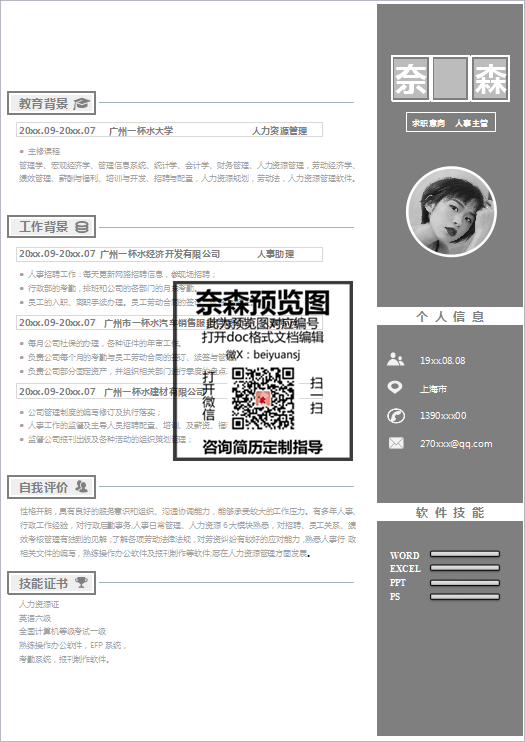 教育背景
20xx.09-20xx.07 广州一杯水大学 人力资源管理
● 主修课程
管理学、宏观经济学、管理信息系统、统计学、会计学、财务管理、人力资源管理，劳动经济学、
绩效管理、薪酬与福利、培训与开发、招聘与配置，人力资源规划，劳动法，人力资源管理软件。
工作背景
20xx.09-20xx.07 广州一杯水经济开发有限公司 人事助理
● 人事招聘工作：每天更新网路招聘信息，参现场招聘；
● 行政部的考勤，排班和公司的各部门的月
● 员工的入职、离职手续办理。员工劳动合同的签
20xx.09-20xx.07 广州市一杯水汽车销售服
● 每月公司社保的办理，各种证件的年审工作。
● 负责公司每个月的考勤与员工劳动合同的签订、续签与管
● 负责公司部分固定资产，并组织相关部门进行季度的盘点.
20xx.09-20xx.07 广州一杯水建材有限公司
● 公司管理制度的编写修订及执行落实；
● 人事工作的监督及主导人员招聘配置、培训、及薪资、福
● 监督公司报刊出版及各种活动的组织策划管理；
奈森预览图
此为预览图对应编号
打开doc格式文档编辑
微X：beiyuansj
打开微信
扫一扫
咨询简历定制指导
自我评价
性格开朗，具有良好的服务意识和组织、沟通协调能力，能够承受较大的工作压力。有多年人事、
行政工作经验，对行政后勤事务,人事日常管理、人力资源 6 大模块熟悉，对招聘、员工关系、绩
效考核管理有独到的见解；了解各项劳动法律法规，对劳资纠纷有较好的应对能力，熟悉人事行 政
相关文件的编写，熟练操作办公软件及报刊制作等软件;愿在人力资源管理方面发展。
技能证书
人力资源证
英语六级
全国计算机等级考试一级
熟练操作办公软件，EFP 系统，
考勤系统，报刊制作软件。
奈 森
求职意向 人事主管
个人信息
19xx.08.08
上海市
1390xxx00
270xxx@qq.com
软件技能
WORD
EXCEL
PPT
PS